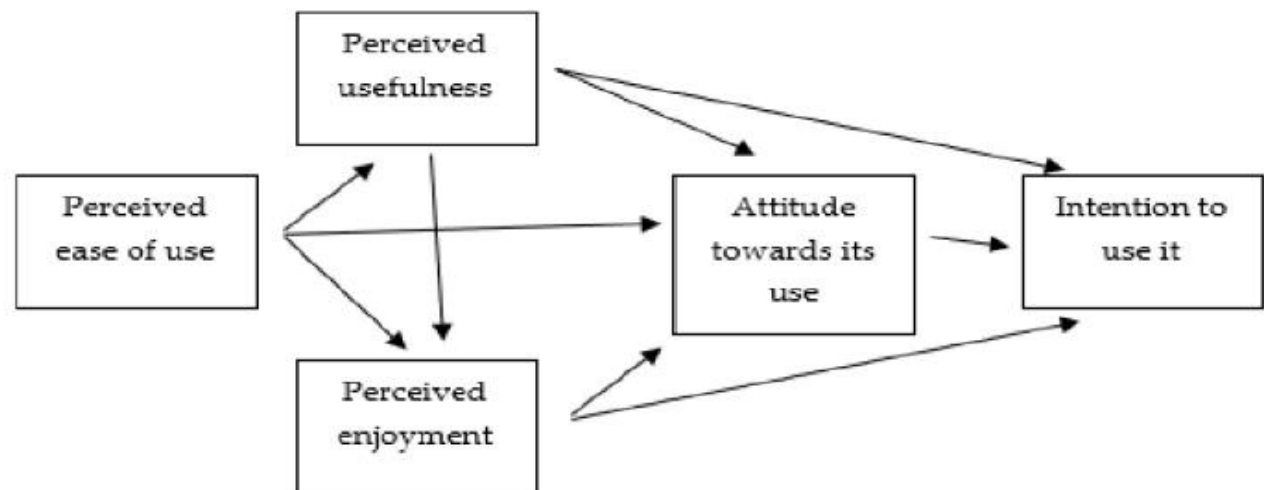 Perceived
usefulness
Perceived
ease of use
Attitude
towards its
use
Intention to
use it
Perceived
enjoyment